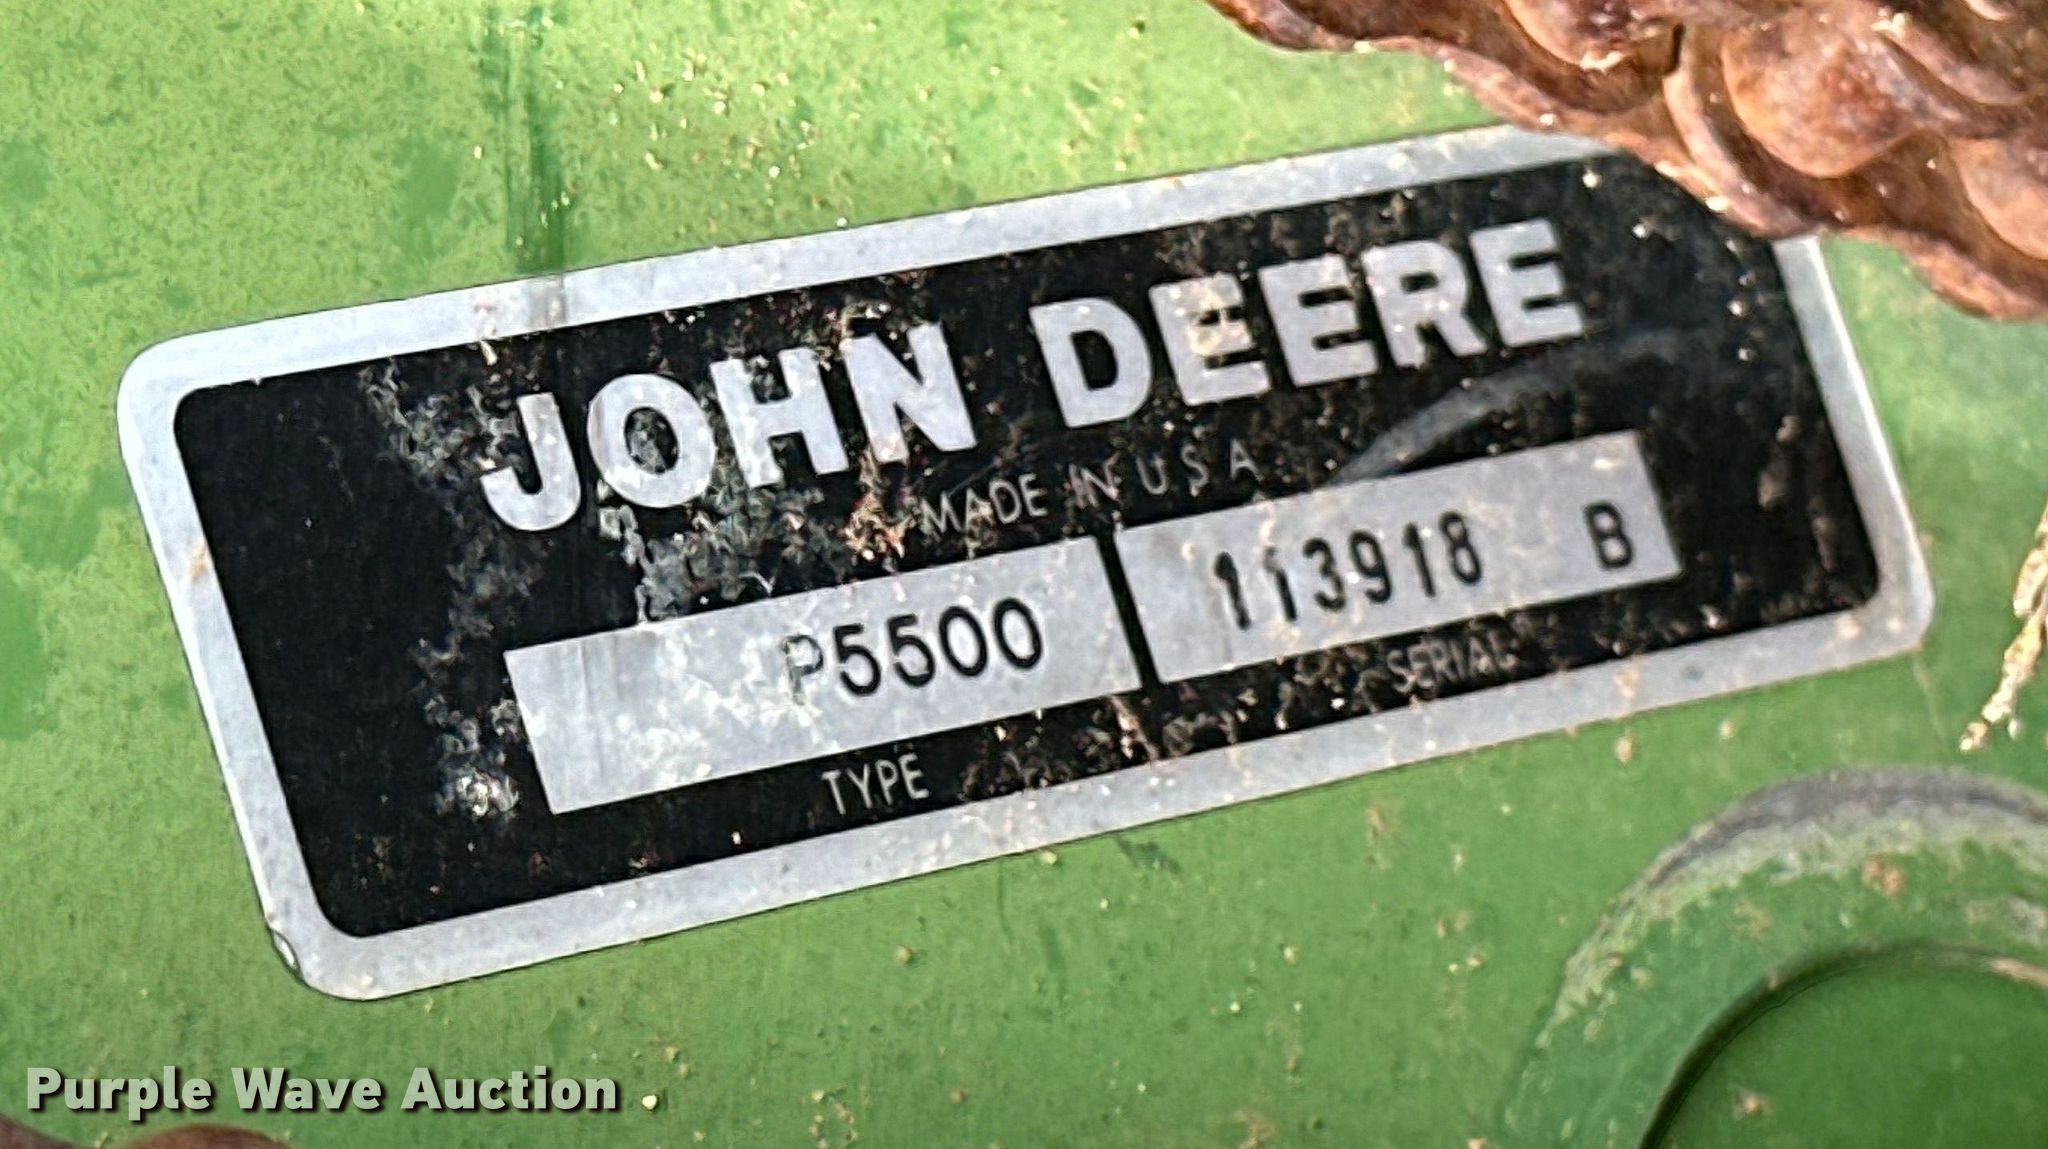 JOHN DEERE
MADE IN U S A
P5500 113918 B
TYPE SERIAL
Purple Wave Auction